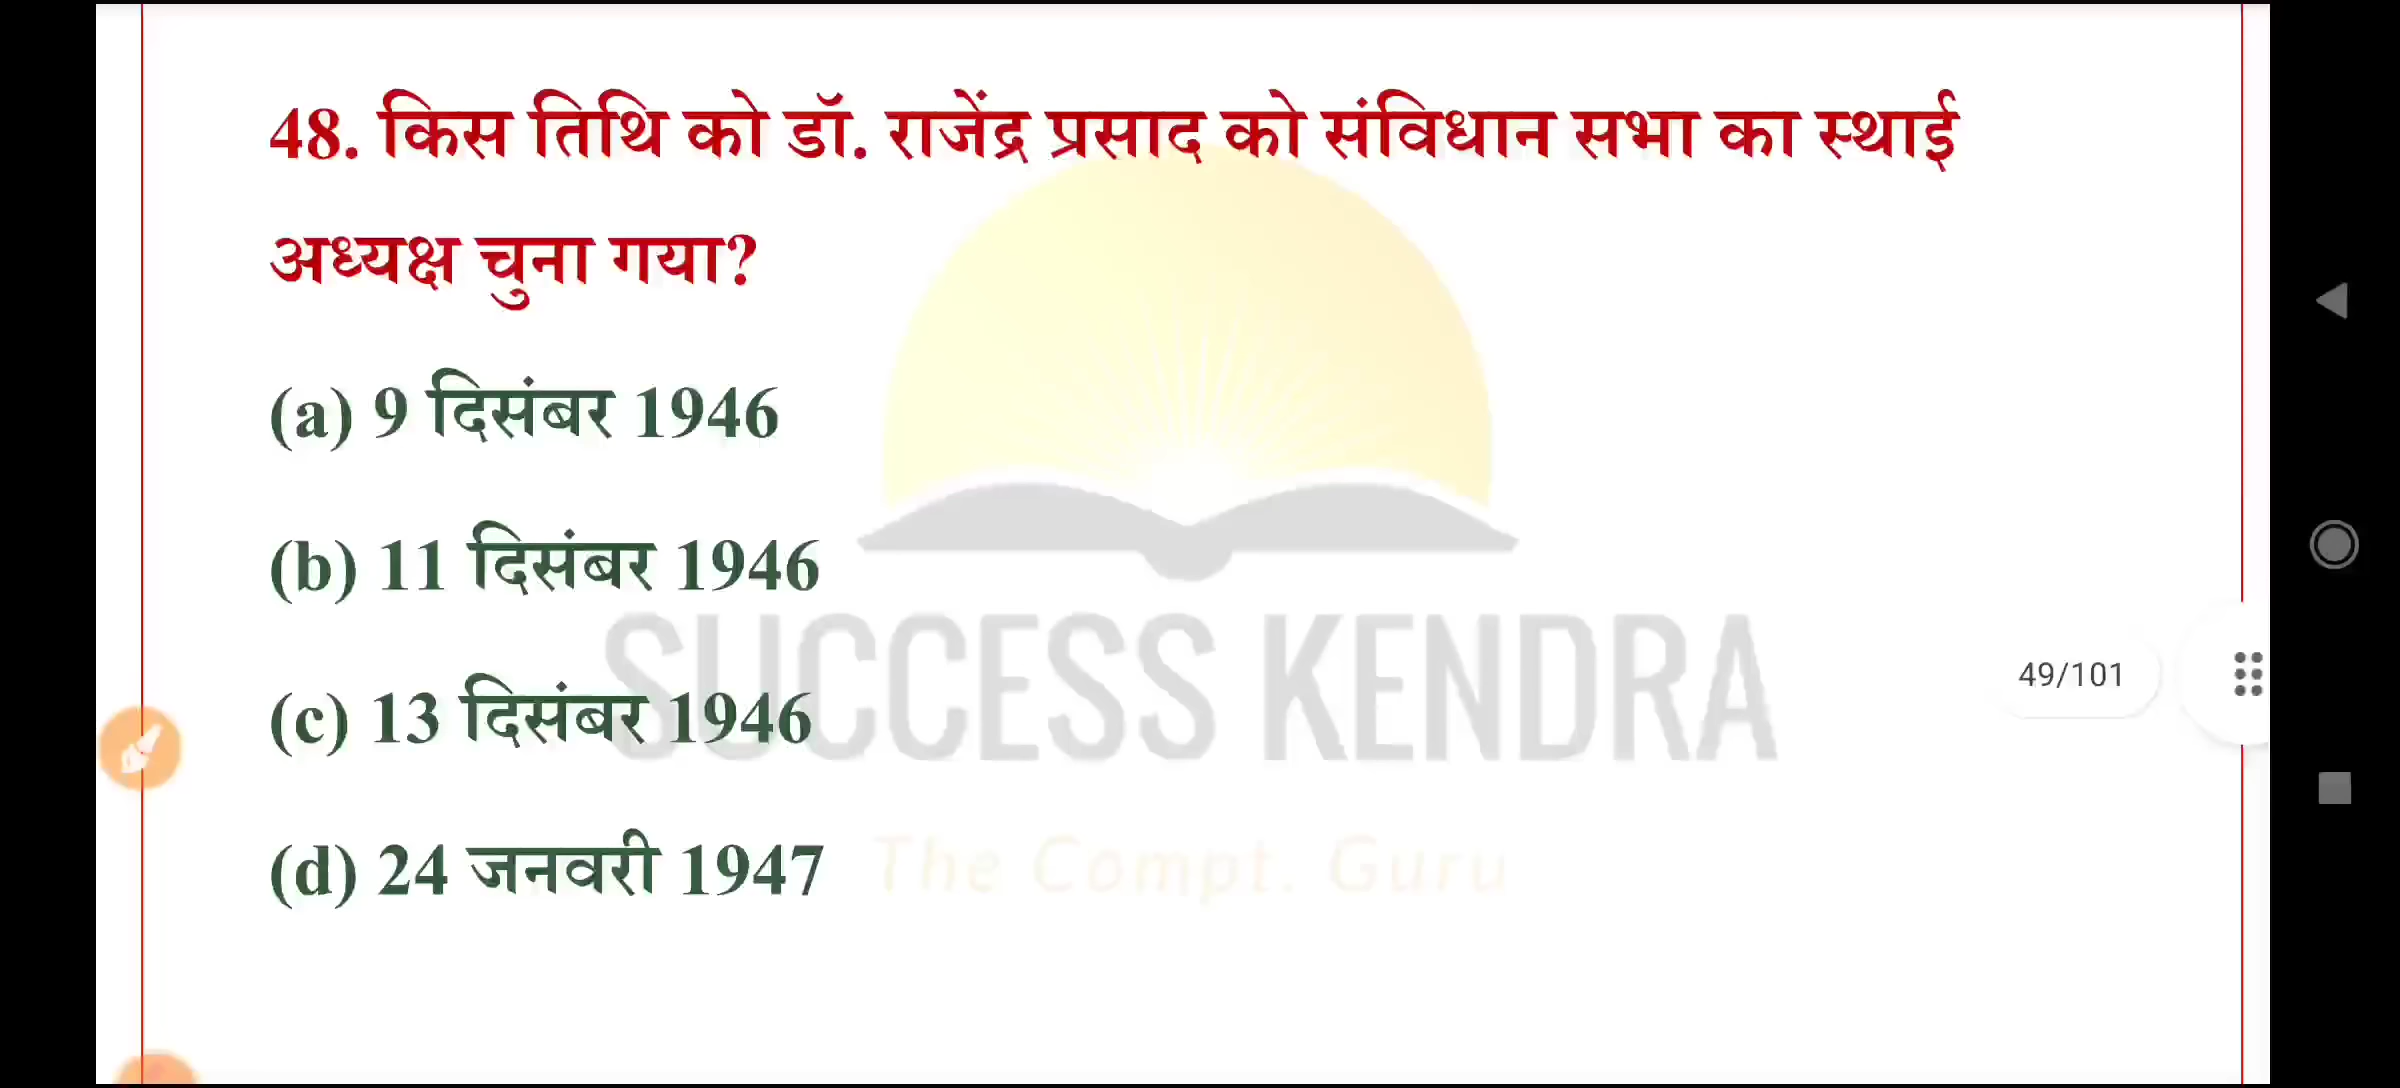 48. किस तिथि को डॉ. राजेंद्र प्रसाद को संविधान सभा का स्थाई
अध्यक्ष चुना गया?
(a) 9 दिसंबर 1946
(b) 11 दिसंबर 1946
SUCCESS KENDRA
49/101
(c) 13 दिसंबर 1946
(d) 24 जनवरी 1947
The Compt. Guru